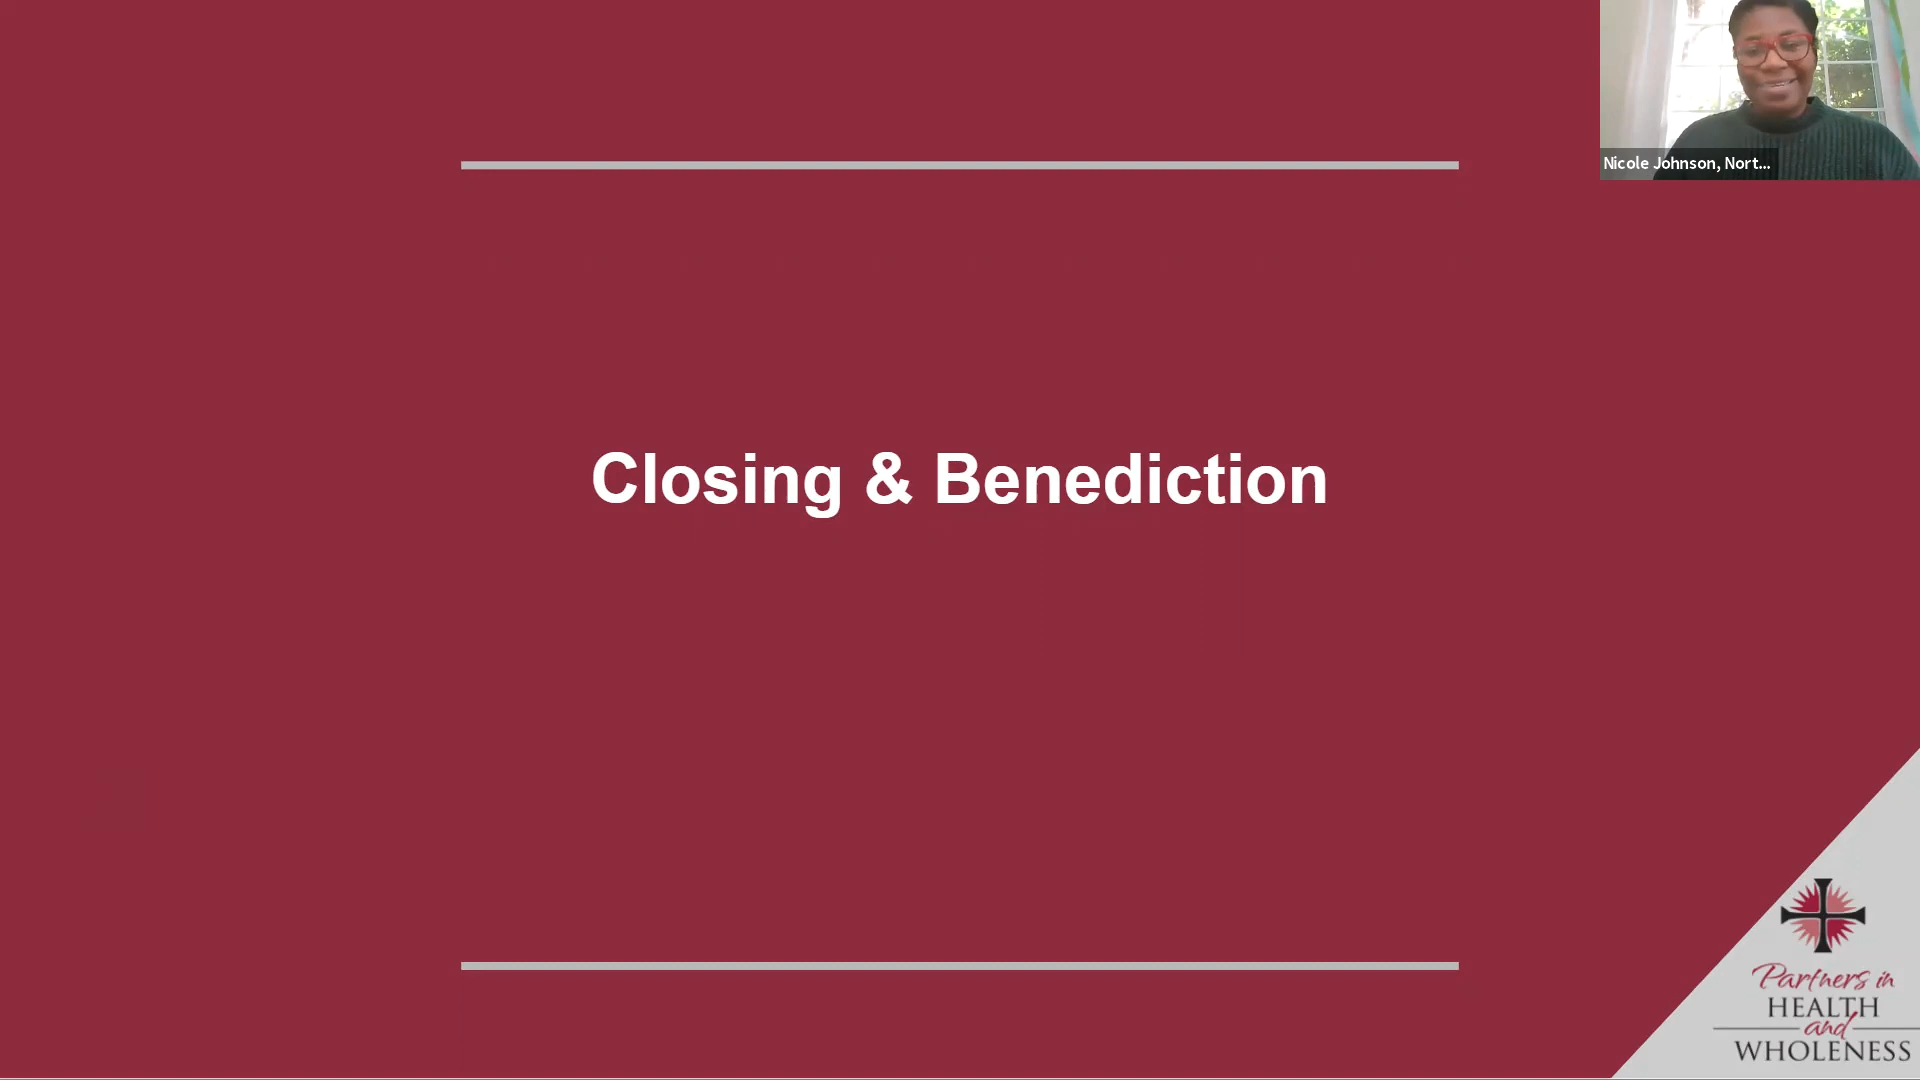 Nicole Johnson, Nort...
Closing & Benediction
Partners in
HEALTH
and
WHOLENESS